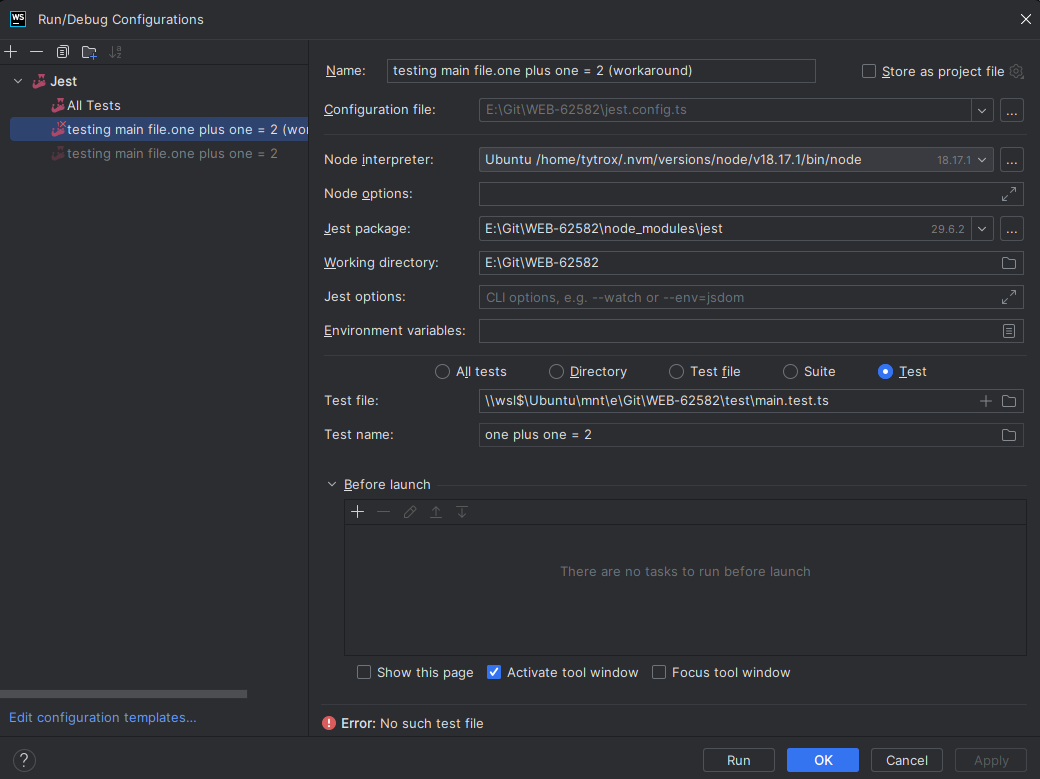 WS Run/Debug Configurations
Jest
All Tests
testing main file.one plus one = 2 (wor
testing main file.one plus one = 2
Edit configuration templates...
Name: testing main file.one plus one = 2 (workaround) Store as project file
Configuration file: E:\Git\WEB-62582\jest.config.ts ...
Node interpreter: Ubuntu /home/tytrox/.nvm/versions/node/v18.17.1/bin/node 18.17.1 ...
Node options:
Jest package: E:\Git\WEB-62582\node_modules\jest 29.6.2 ...
Working directory: E:\Git\WEB-62582
Jest options: CLI options, e.g. --watch or --env=jsdom
Environment variables:
All tests Directory Test file Suite Test
Test file: \\wsl$\Ubuntu\mnt\e\Git\WEB-62582\test\main.test.ts
Test name: one plus one = 2
Before launch
There are no tasks to run before launch
Show this page Activate tool window Focus tool window
Error: No such test file
? Run OK Cancel Apply